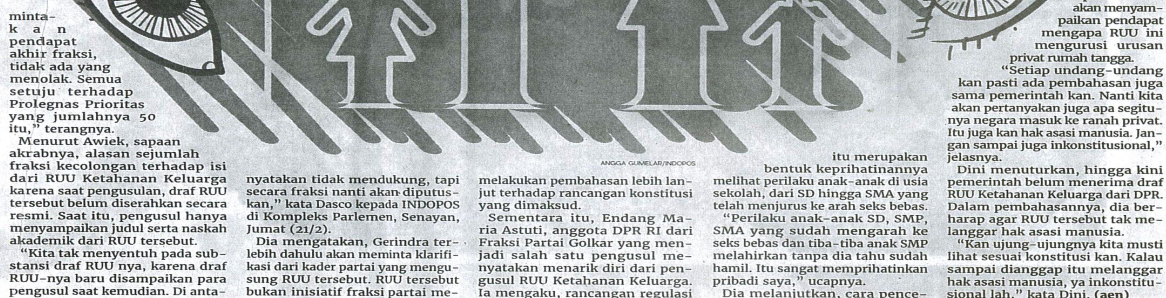 minta-
k a n
pendapat
akhir fraksi,
tidak ada yang
menolak. Semua
setuju terhadap
Prolegnas Prioritas
yang jumlahnya 50
itu,” terangnya.
Menurut Awiek, sapaan
akrabnya, alasan sejumlah
fraksi kecolongan terhadap isi
dari RUU Ketahanan Keluarga
karena saat pengusulan, draf RUU
tersebut belum diserahkan secara
resmi. Saat itu, pengusul hanya
menyampaikan judul serta naskah
akademik dari RUU tersebut.
“Kita tak menyentuh pada sub-
stansi draf RUU nya, karena draf
RUU-nya baru disampaikan para
pengusul saat kemudian. Di anta-
ANGGA GUMELAR/INDOPOS
nyatakan tidak mendukung, tapi
secara fraksi nanti akan diputus-
kan,” kata Dasco kepada INDOPOS
di Kompleks Parlemen, Senayan,
Jumat (21/2).
Dia mengatakan, Gerindra ter-
lebih dahulu akan meminta klarifi-
kasi dari kader partai yang mengu-
sung RUU tersebut. RUU tersebut
bukan inisiatif fraksi partai me-
melakukan pembahasan lebih lan-
jut terhadap rancangan konstitusi
yang dimaksud.
Sementara itu, Endang Ma-
ria Astuti, anggota DPR RI dari
Fraksi Partai Golkar yang men-
jadi salah satu pengusul me-
nyatakan menarik diri dari pen-
gusul RUU Ketahanan Keluarga.
Ia mengaku, rancangan regulasi
itu merupakan
bentuk keprihatinannya
melihat perilaku anak-anak di usia
sekolah, dari SD hingga SMA yang
telah menjurus ke arah seks bebas.
“Perilaku anak-anak SD, SMP,
SMA yang sudah mengarah ke
seks bebas dan tiba-tiba anak SMP
melahirkan tanpa dia tahu sudah
hamil. Itu sangat memprihatinkan
pribadi saya,” ucapnya.
Dia melanjutkan, cara pence-
akan menyam-
paikan pendapat
mengapa RUU ini
mengurusi urusan
privat rumah tangga.
“Setiap undang-undang
kan pasti ada pembahasan juga
sama pemerintah kan. Nanti kita
akan pertanyakan juga apa segitu-
nya negara masuk ke ranah privat.
Itu juga kan hak asasi manusia. Jan-
gan sampai juga inkonstitusional,”
jelasnya.
Dini menuturkan, hingga kini
pemerintah belum menerima draf
RUU Ketahanan Keluarga dari DPR.
Dalam pembahasannya, dia ber-
harap agar RUU tersebut tak me-
langgar hak asasi manusia.
“Kan ujung-ujungnya kita musti
lihat sesuai konstitusi kan. Kalau
sampai dianggap itu melanggar
hak asasi manusia, ya inkonstitu-
sional lah,” kata Dini. (aen)